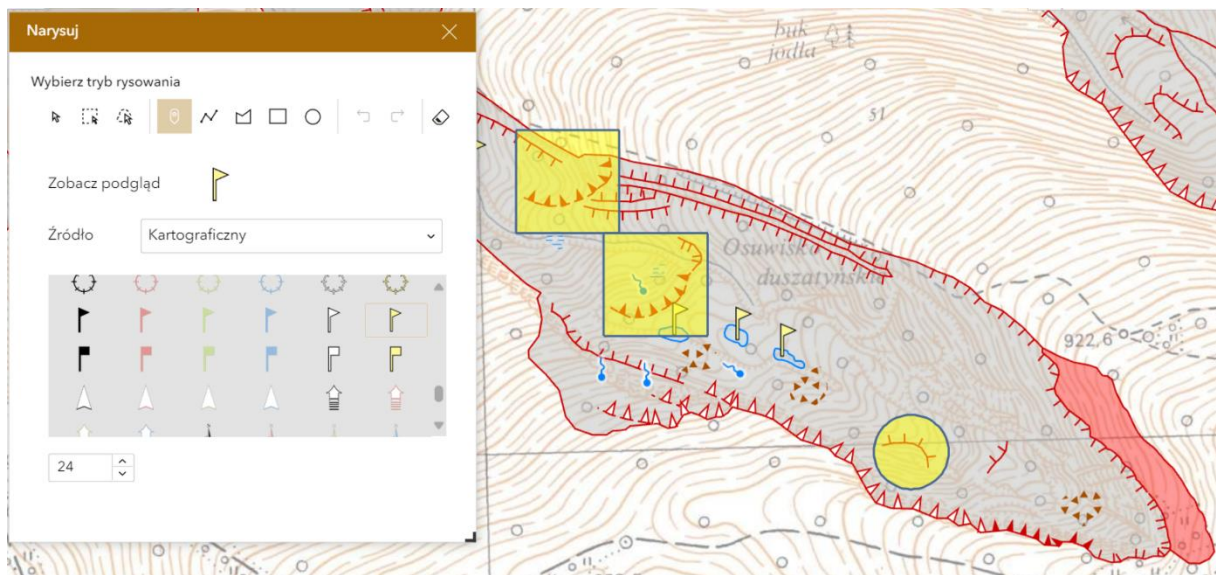 Narysuj
Wybierz tryb rysowania
Zobacz podgląd
Źródło
Kartograficzny
24
buk
jodła
51
Osuwisko
duszatyńskie
922,6